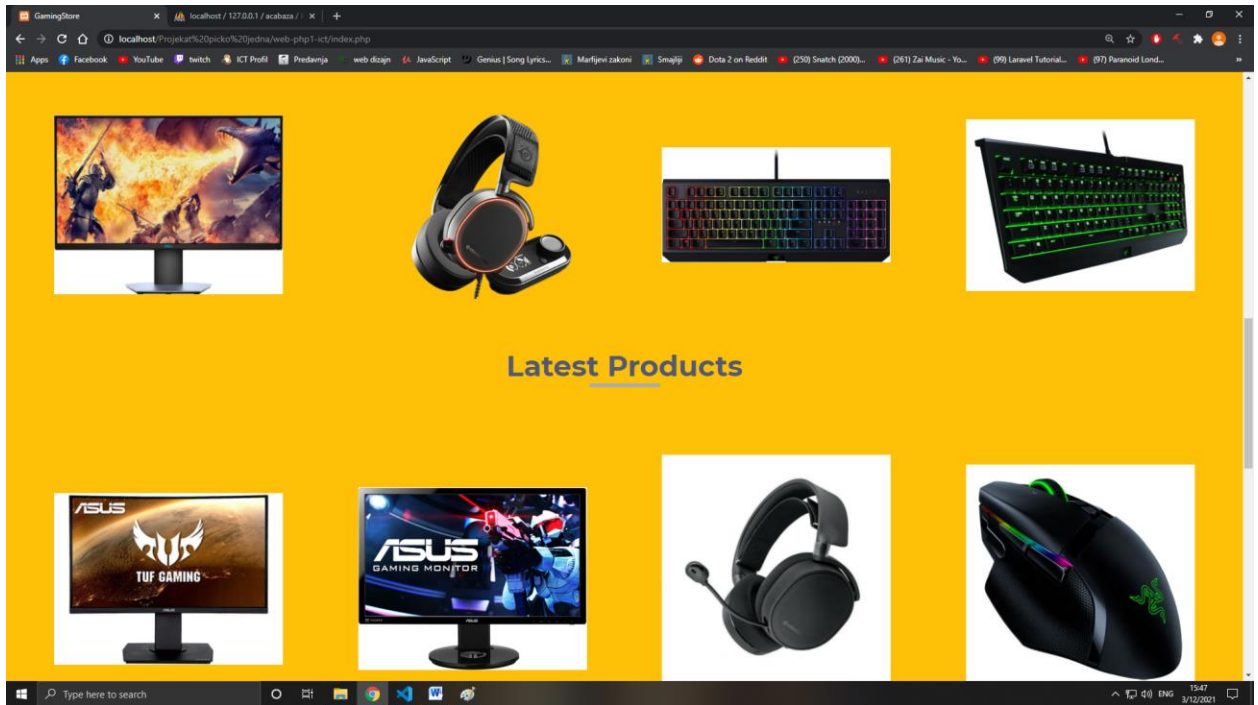 GamingStore
localhost / 127.0.0.1 / acabaza /
localhost/Projekat%20picko%20jedna/web-php1-ict/index.php
Apps Facebook YouTube twitch ICT Profil Predavnja web dizajn JavaScript Genius | Song Lyrics... Marfijevi zakoni Smajliji Dota 2 on Reddit (250) Snatch (2000)... (261) Zai Music - Yo... (99) Laravel Tutorial... (97) Paranoid Lond...
Latest Products
ASUS
TUF GAMING
ASUS
GAMING MONITOR
Type here to search
ENG
15:47
3/12/2021